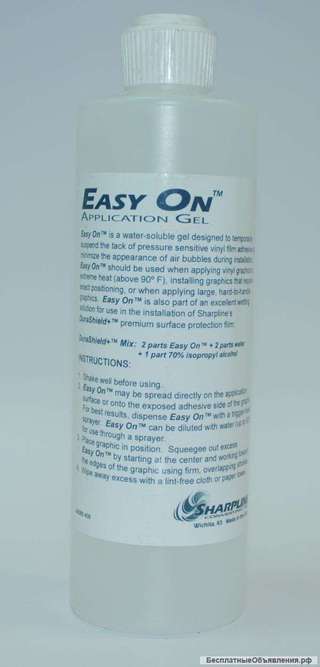 EASY ON™
APPLICATION GEL
Easy On™ is a water-soluble gel designed to temporarily
suspend the tack of pressure sensitive vinyl film adhesive
minimize the appearance of air bubbles during installation
Easy On™ should be used when applying vinyl graphics
extreme heat (above 90° F), installing graphics that require
exact positioning, or when applying large, hard-to-handle
graphics. Easy On™ is also part of an excellent wetting
solution for use in the installation of Sharpline's
DuraShield+™ premium surface protection film.
DuraShield+™ Mix: 2 parts Easy On™ + 2 parts water
+ 1 part 70% isopropyl alcohol
INSTRUCTIONS:
1. Shake well before using.
2. Easy On™ may be spread directly on the application
surface or onto the exposed adhesive side of the graphic
For best results, dispense Easy On™ with a trigger
sprayer. Easy On™ can be diluted with water (up to
for use through a sprayer.
3. Place graphic in position. Squeegee out excess
Easy On™ by starting at the center and working toward
the edges of the graphic using firm, overlapping strokes
4. Wipe away excess with a lint-free cloth or paper towel.
SHARPLINE
CONVERTING
Wichita, KS Made in the
БесплатныеОбъявления.рф